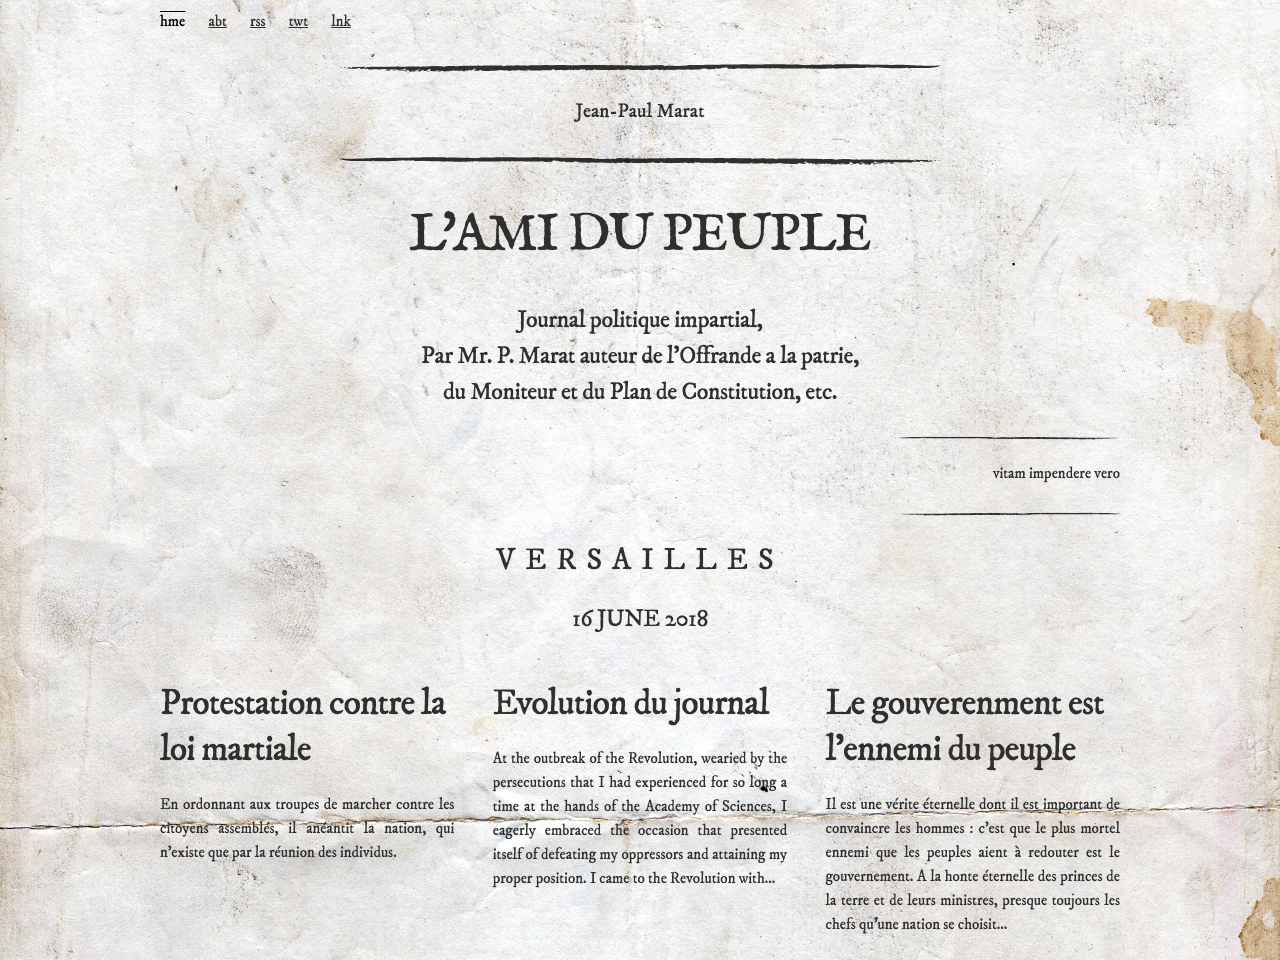 hme abt rss twt lnk
Jean-Paul Marat
L'AMI DU PEUPLE
Journal politique impartial,
Par Mr. P. Marat auteur de l'Offrande a la patrie,
du Moniteur et du Plan de Constitution, etc.
vitam impendere vero
VERSAILLES
16 JUNE 2018
Protestation contre la
loi martiale
En ordonnant aux troupes de marcher contre les
citoyens assemblés, il anéantit la nation, qui
n'existe que par la réunion des individus.
Evolution du journal
At the outbreak of the Revolution, wearied by the
persecutions that I had experienced for so long a
time at the hands of the Academy of Sciences, I
eagerly embraced the occasion that presented
itself of defeating my oppressors and attaining my
proper position. I came to the Revolution with...
Le gouverenment est
l'ennemi du peuple
Il est une vérite éternelle dont il est important de
convaincre les hommes : c'est que le plus mortel
ennemi que les peuples aient à redouter est le
gouvernement. A la honte éternelle des princes de
la terre et de leurs ministres, presque toujours les
chefs qu'une nation se choisit...